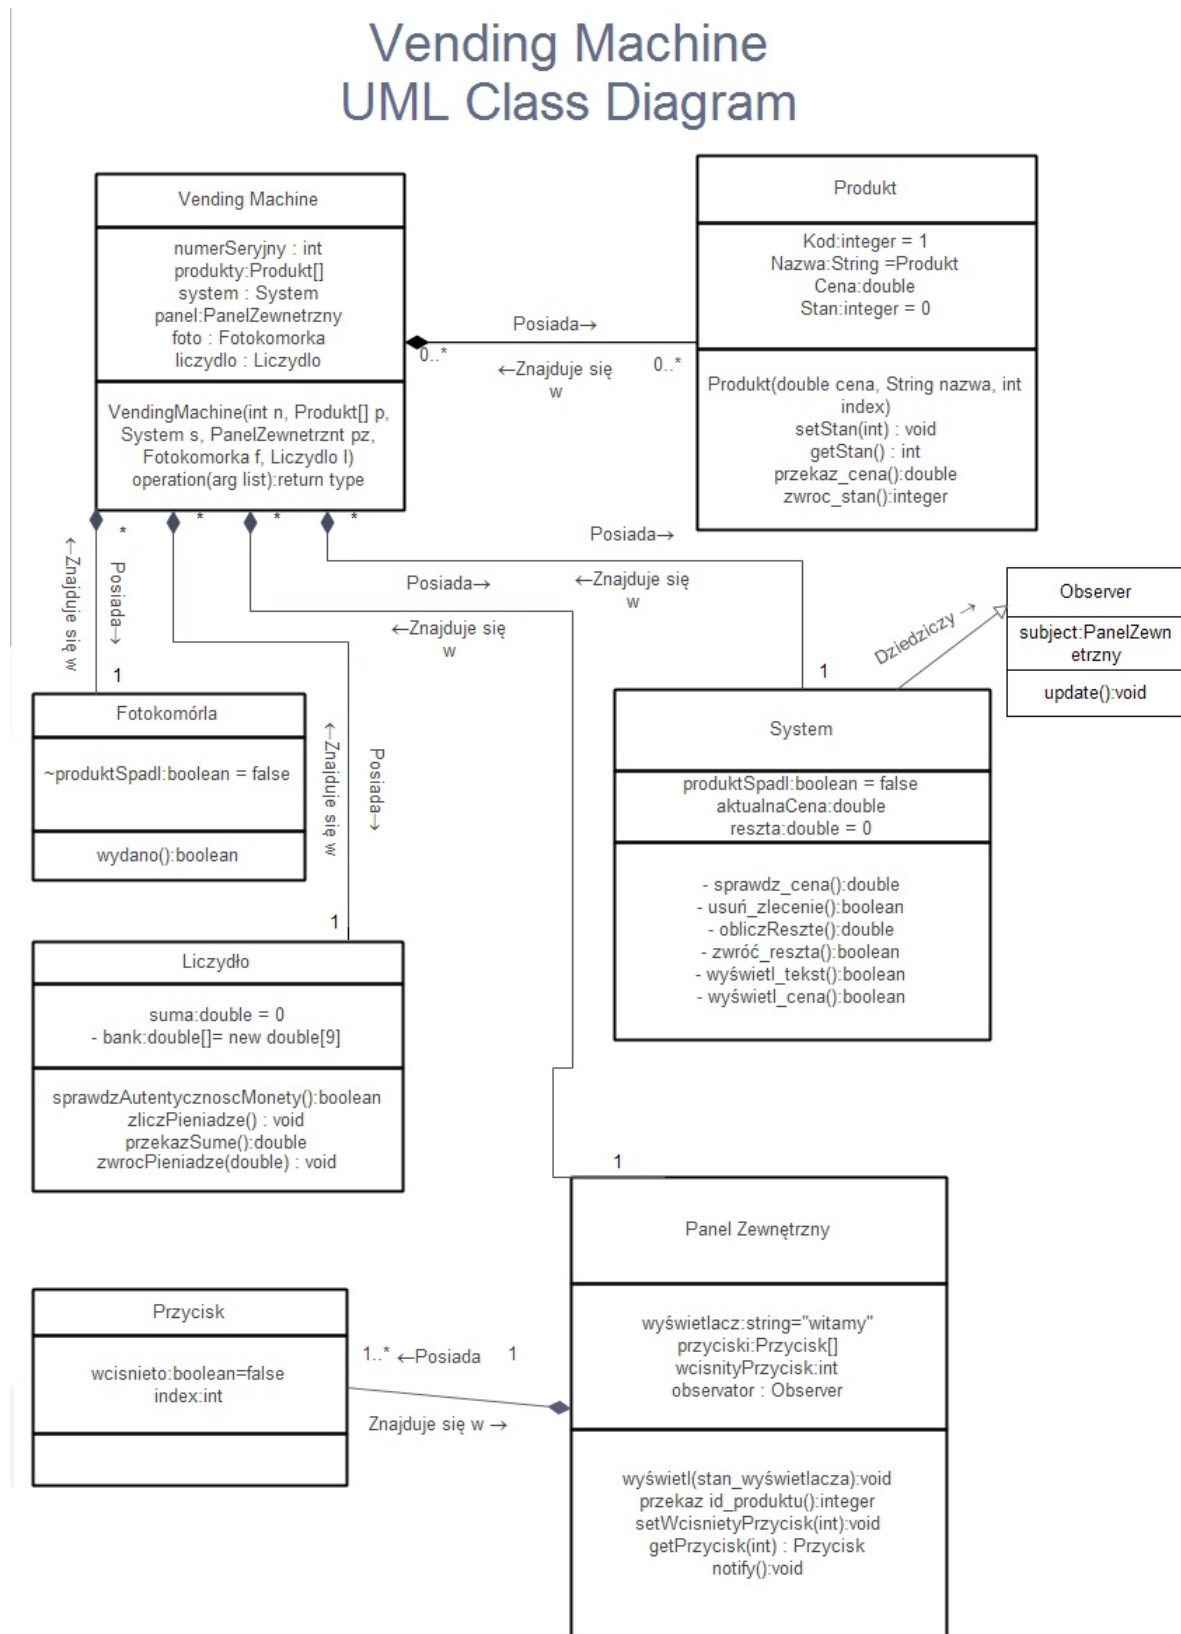 Vending Machine
UML Class Diagram
Vending Machine
numerSeryjny : int
produkty:Produkt[]
system : System
panel:PanelZewnetrzny
foto : Fotokomorka
liczydlo : Liczydlo
VendingMachine(int n, Produkt[] p,
System s, PanelZewnetrznt pz,
Fotokomorka f, Liczydlo l)
operation(arg list):return type
Produkt
Kod:integer = 1
Nazwa:String =Produkt
Cena:double
Stan:integer = 0
Produkt(double cena, String nazwa, int
index)
setStan(int) : void
getStan() : int
przekaz_cena():double
zwroc_stan():integer
Posiada→
0..*
←Znajduje się
w
0..*
*
*
*
*
←Znajduje się w
Posiada→
1
Posiada→
←Znajduje się
w
Posiada→
←Znajduje się
w
1
Dziedziczy →
Observer
subject:PanelZewn
etrzny
update():void
Fotokomórla
~produktSpadl:boolean = false
wydano():boolean
←Znajduje się w
Posiada→
1
System
produktSpadl:boolean = false
aktualnaCena:double
reszta:double = 0
- sprawdz_cena():double
- usuń_zlecenie():boolean
- obliczReszte():double
- zwróć_reszta():boolean
- wyświetl_tekst():boolean
- wyświetl_cena():boolean
Liczydło
suma:double = 0
- bank:double[]= new double[9]
sprawdzAutentycznoscMonety():boolean
zliczPieniadze() : void
przekazSume():double
zwrocPieniadze(double) : void
1
Panel Zewnętrzny
wyświetlacz:string="witamy"
przyciski:Przycisk[]
wcisnityPrzycisk:int
observator : Observer
wyświetl(stan_wyświetlacza):void
przekaz id_produktu():integer
setWcisnietyPrzycisk(int):void
getPrzycisk(int) : Przycisk
notify():void
Przycisk
wcisnieto:boolean=false
index:int
1..* ←Posiada 1
Znajduje się w →